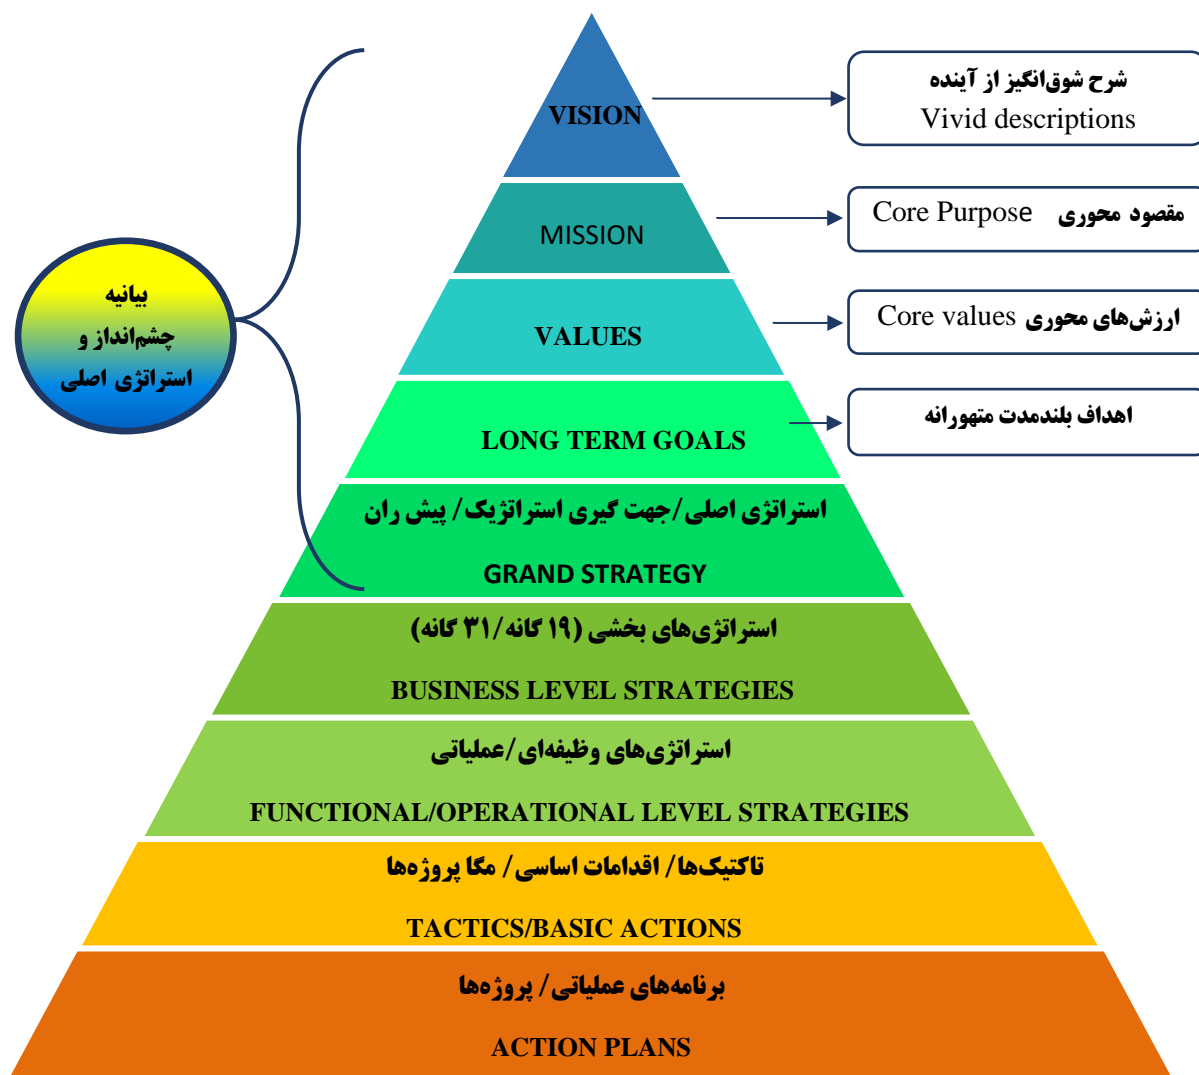 شرح شوق‌انگیز از آینده
Vivid descriptions
VISION
مقصود محوری Core Purpose
MISSION
ارزش‌های محوری Core values
VALUES
بیانیه
چشم‌انداز و
استراتژی اصلی
اهداف بلندمدت متهورانه
LONG TERM GOALS
استراتژی اصلی/جهت گیری استراتژیک/ پیش ران
GRAND STRATEGY
استراتژی‌های بخشی (۱۹ گانه/۳۱ گانه)
BUSINESS LEVEL STRATEGIES
استراتژی‌های وظیفه‌ای/عملیاتی
FUNCTIONAL/OPERATIONAL LEVEL STRATEGIES
تاکتیک‌ها/ اقدامات اساسی/ مگا پروژه‌ها
TACTICS/BASIC ACTIONS
برنامه‌های عملیاتی/ پروژه‌ها
ACTION PLANS